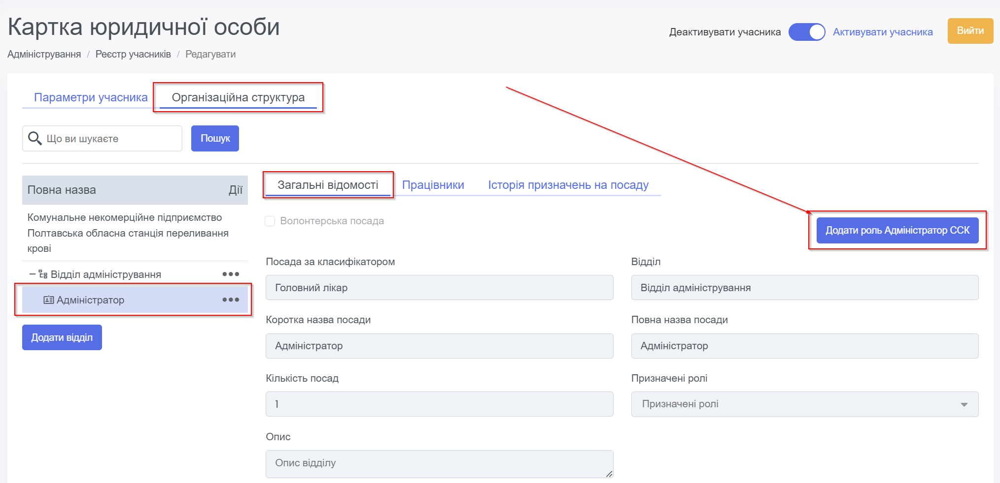 Картка юридичної особи
Деактивувати учасника Активувати учасника Вийти
Адміністрування / Реєстр учасників / Редагувати
Параметри учасника Організаційна структура
Що ви шукаєте Пошук
Повна назва Дії
Комунальне некомерційне підприємство
Полтавська обласна станція переливання
крові
Відділ адміністрування
Адміністратор
Додати відділ
Загальні відомості Працівники Історія призначень на посаду
Волонтерська посада
Додати роль Адміністратор ССК
Посада за класифікатором Відділ
Головний лікар Відділ адміністрування
Коротка назва посади Повна назва посади
Адміністратор Адміністратор
Кількість посад Призначені ролі
1 Призначені ролі
Опис
Опис відділу